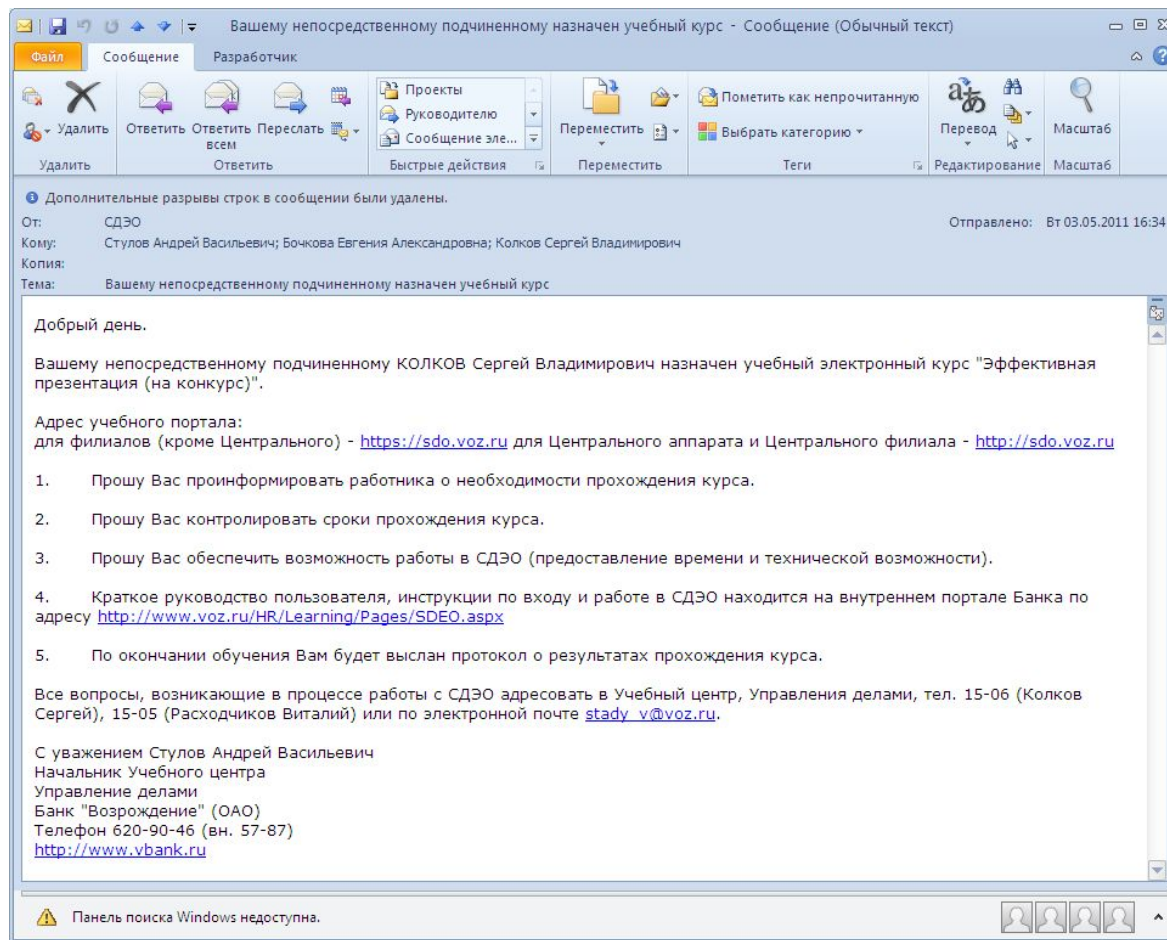 Вашему непосредственному подчиненному назначен учебный курс - Сообщение (Обычный текст)
Файл Сообщение Разработчик
Удалить
Ответить
Ответить всем
Переслать
Проекты
Руководителю
Сообщение эле...
Переместить
Пометить как непрочитанную
Выбрать категорию
Перевод
Масштаб
Удалить Ответить Быстрые действия Переместить Теги Редактирование Масштаб
Дополнительные разрывы строк в сообщении были удалены.
От: СДЭО Отправлено: Вт 03.05.2011 16:34
Кому: Стулов Андрей Васильевич; Бочкова Евгения Александровна; Колков Сергей Владимирович
Копия:
Тема: Вашему непосредственному подчиненному назначен учебный курс
Добрый день.
Вашему непосредственному подчиненному КОЛКОВ Сергей Владимирович назначен учебный электронный курс "Эффективная
презентация (на конкурс)".
Адрес учебного портала:
для филиалов (кроме Центрального) - https://sdo.voz.ru для Центрального аппарата и Центрального филиала - http://sdo.voz.ru
1. Прошу Вас проинформировать работника о необходимости прохождения курса.
2. Прошу Вас контролировать сроки прохождения курса.
3. Прошу Вас обеспечить возможность работы в СДЭО (предоставление времени и технической возможности).
4. Краткое руководство пользователя, инструкции по входу и работе в СДЭО находится на внутреннем портале Банка по
адресу http://www.voz.ru/HR/Learning/Pages/SDEO.aspx
5. По окончании обучения Вам будет выслан протокол о результатах прохождения курса.
Все вопросы, возникающие в процессе работы с СДЭО адресовать в Учебный центр, Управления делами, тел. 15-06 (Колков
Сергей), 15-05 (Расходчиков Виталий) или по электронной почте stady_v@voz.ru.
С уважением Стулов Андрей Васильевич
Начальник Учебного центра
Управление делами
Банк "Возрождение" (ОАО)
Телефон 620-90-46 (вн. 57-87)
http://www.vbank.ru
Панель поиска Windows недоступна.